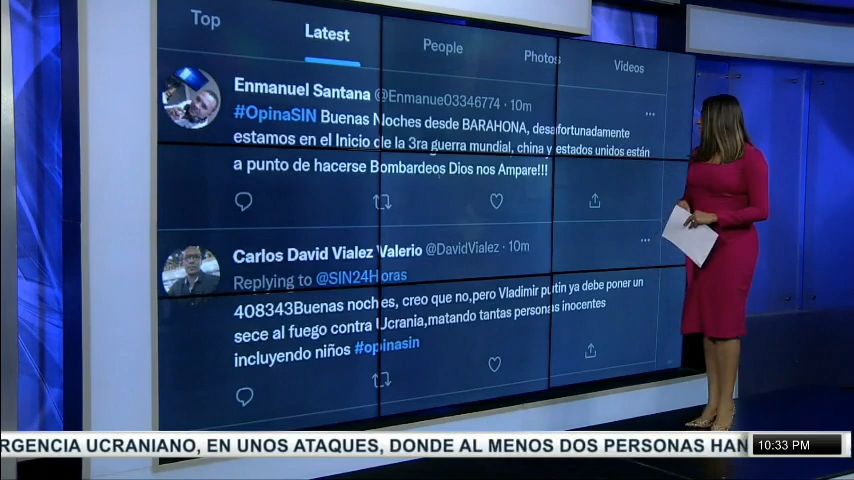 Top Latest People Photos Videos
Enmanuel Santana @Enmanue03346774 · 10m
#OpinaSIN Buenas Noches desde BARAHONA, desafortunadamente
estamos en el Inicio de la 3ra guerra mundial, china y estados unidos están
a punto de hacerse Bombardeos Dios nos Ampare!!!
Carlos David Vialez Valerio @DavidVialez · 10m
Replying to @SIN24Horas
408343Buenas noches, creo que no,pero Vladimir putin ya debe poner un
sece al fuego contra Ucrania,matando tantas personas inocentes
incluyendo niños #opinasin
RGENCIA UCRANIANO, EN UNOS ATAQUES, DONDE AL MENOS DOS PERSONAS HAN
10:33 PM